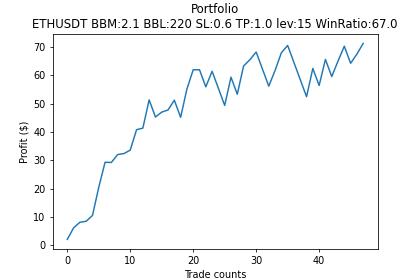 Portfolio
ETHUSDT BBM:2.1 BBL:220 SL:0.6 TP:1.0 lev:15 WinRatio:67.0
70
60
50
40
30
20
10
0
Profit ($)
0 10 20 30 40
Trade counts